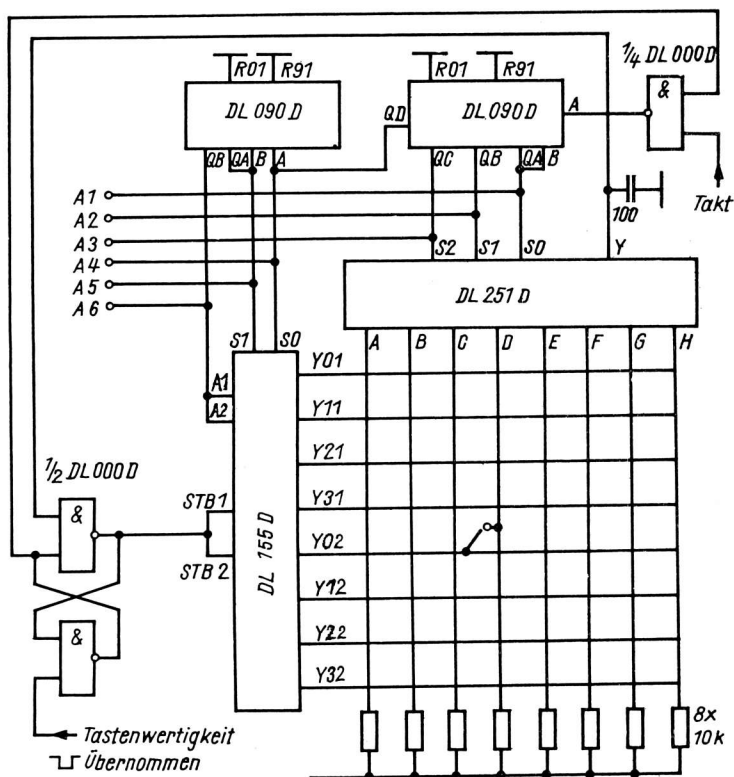 1/4 DL 000 D
R01 R91 R01 R91
DL 090 D QD DL 090 D A &
QB QA B A QC QB QA B
A1
A2
A3
A4
A5
A6
100
Takt
S2 S1 S0 Y
DL 251 D
A B C D E F G H
S1 S0
Y01
A1
A2
Y11
Y21
1/2 DL 000 D
&
STB 1
Y31
DL 155 D
Y02
STB 2
Y12
&
Y22
Y32
Tastenwertigkeit
Übernommen
8x
10k